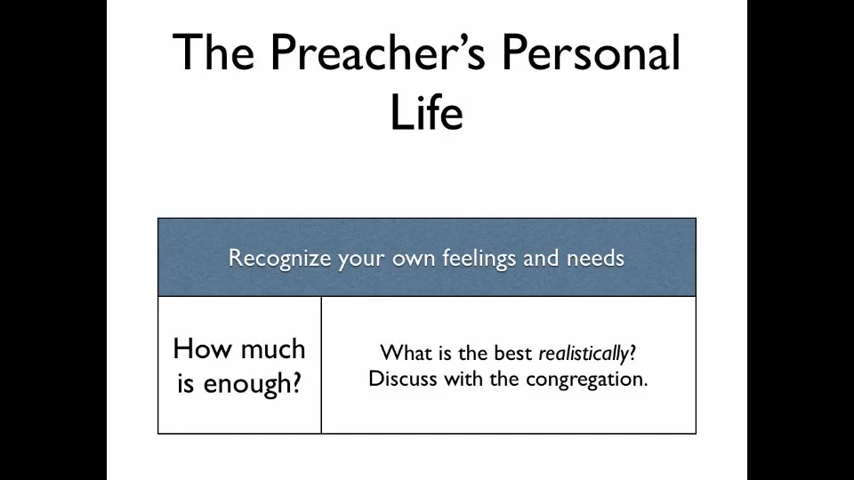 The Preacher’s Personal
Life
Recognize your own feelings and needs
How much
is enough?
What is the best realistically?
Discuss with the congregation.